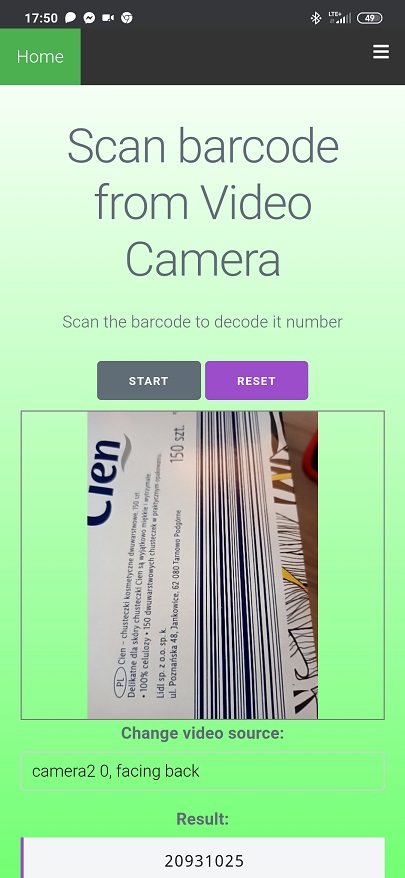 17:50
LTE+
49
Home
Scan barcode
from Video
Camera
Scan the barcode to decode it number
START
RESET
Cien
PL Cien – chusteczki kosmetyczne dwuwarstwowe, 150 szt.
Delikatne dla skóry chusteczki Cien są wyjątkowo miękkie i wytrzymałe.
• 100% celulozy • 150 dwuwarstwowych chusteczek w praktycznym opakowaniu.
Lidl sp. z o.o. sp. k.
ul. Poznańska 48, Jankowice, 62-080 Tarnowo Podgórne
150 szt.
Change video source:
camera2 0, facing back
Result:
20931025